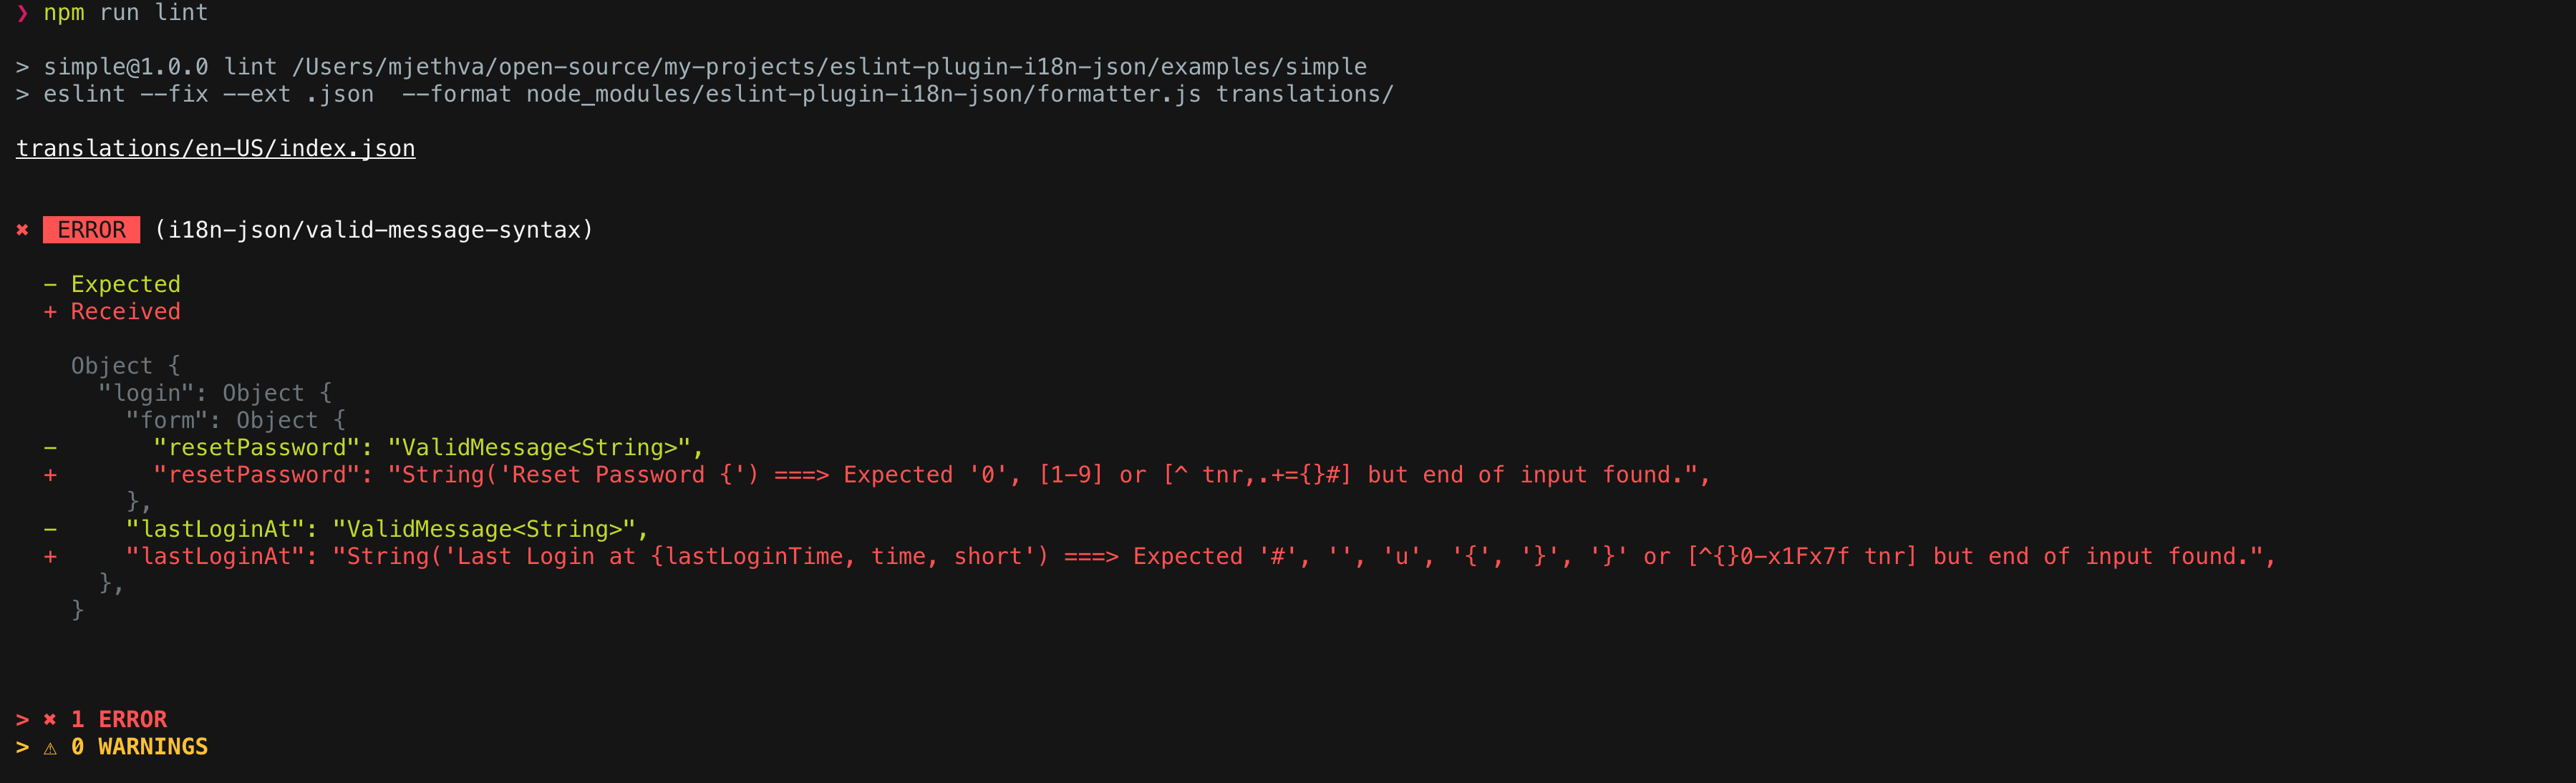 ❯ npm run lint
> simple@1.0.0 lint /Users/mjethva/open-source/my-projects/eslint-plugin-i18n-json/examples/simple
> eslint --fix --ext .json  --format node_modules/eslint-plugin-i18n-json/formatter.js translations/
translations/en-US/index.json
✖ ERROR (i18n-json/valid-message-syntax)
- Expected
+ Received
Object {
"login": Object {
"form": Object {
- "resetPassword": "ValidMessage<String>",
+ "resetPassword": "String('Reset Password {') ===> Expected '0', [1-9] or [^ tnr,.+={}#] but end of input found.",
},
- "lastLoginAt": "ValidMessage<String>",
+ "lastLoginAt": "String('Last Login at {lastLoginTime, time, short') ===> Expected '#', '', 'u', '{', '}', '}' or [^{}0-x1Fx7f tnr] but end of input found.",
},
}
> ✖ 1 ERROR
> ⚠ 0 WARNINGS